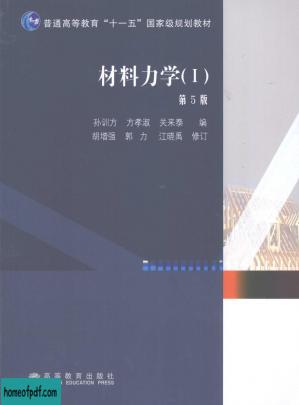 普通高等教育“十一五”国家级规划教材
材料力学(Ⅰ)
第5版
孙训方 方孝淑 关来泰 编
胡增强 郭力 江晓禹 修订
高等教育出版社
HIGHER EDUCATION PRESS
homeofpdf.com